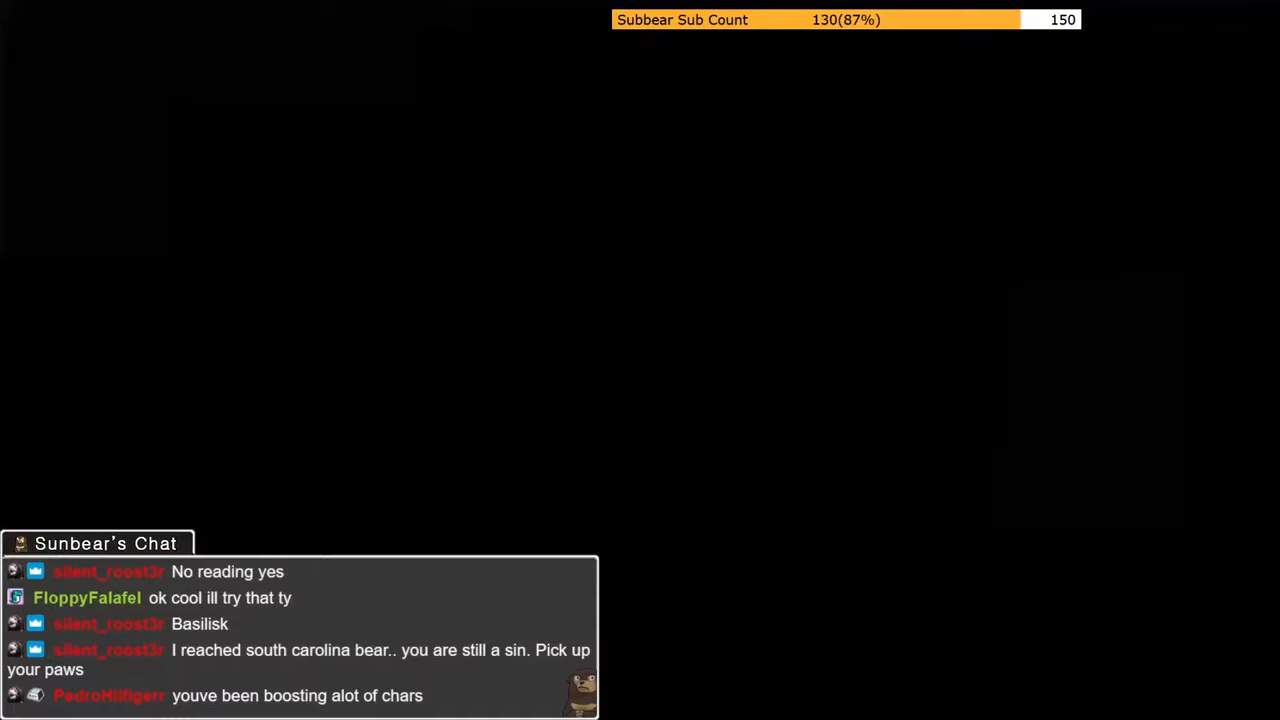 Subbear Sub Count 130(87%) 150
Sunbear's Chat
silent_roost3r No reading yes
FloppyFalafel ok cool ill try that ty
silent_roost3r Basilisk
silent_roost3r I reached south carolina bear.. you are still a sin. Pick up
your paws
PedroHilfigerr youve been boosting alot of chars